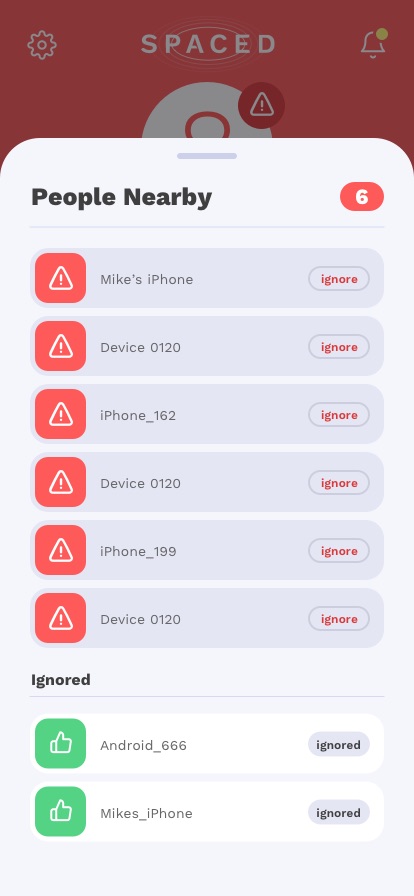 SPACED
People Nearby
6
Mike’s iPhone
ignore
Device 0120
ignore
iPhone_162
ignore
Device 0120
ignore
iPhone_199
ignore
Device 0120
ignore
Ignored
Android_666
ignored
Mikes_iPhone
ignored